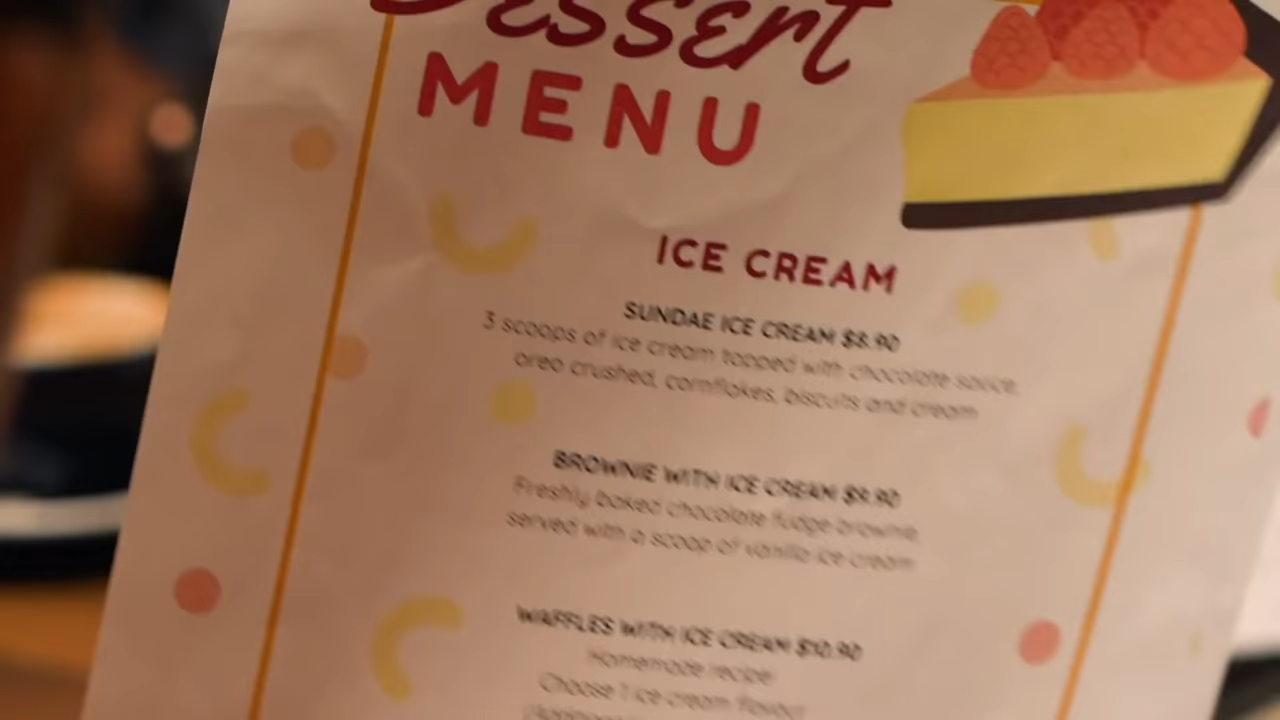 Dessert
MENU
ICE CREAM
SUNDAE ICE CREAM $8.90
3 scoops of ice cream topped with chocolate sauce,
oreo crushed, cornflakes, biscuits and cream
BROWNIE WITH ICE CREAM $9.90
Freshly baked chocolate fudge brownie,
served with a scoop of vanilla ice cream
WAFFLES WITH ICE CREAM $10.90
Homemade recipe!
Choose 1 ice cream flavour